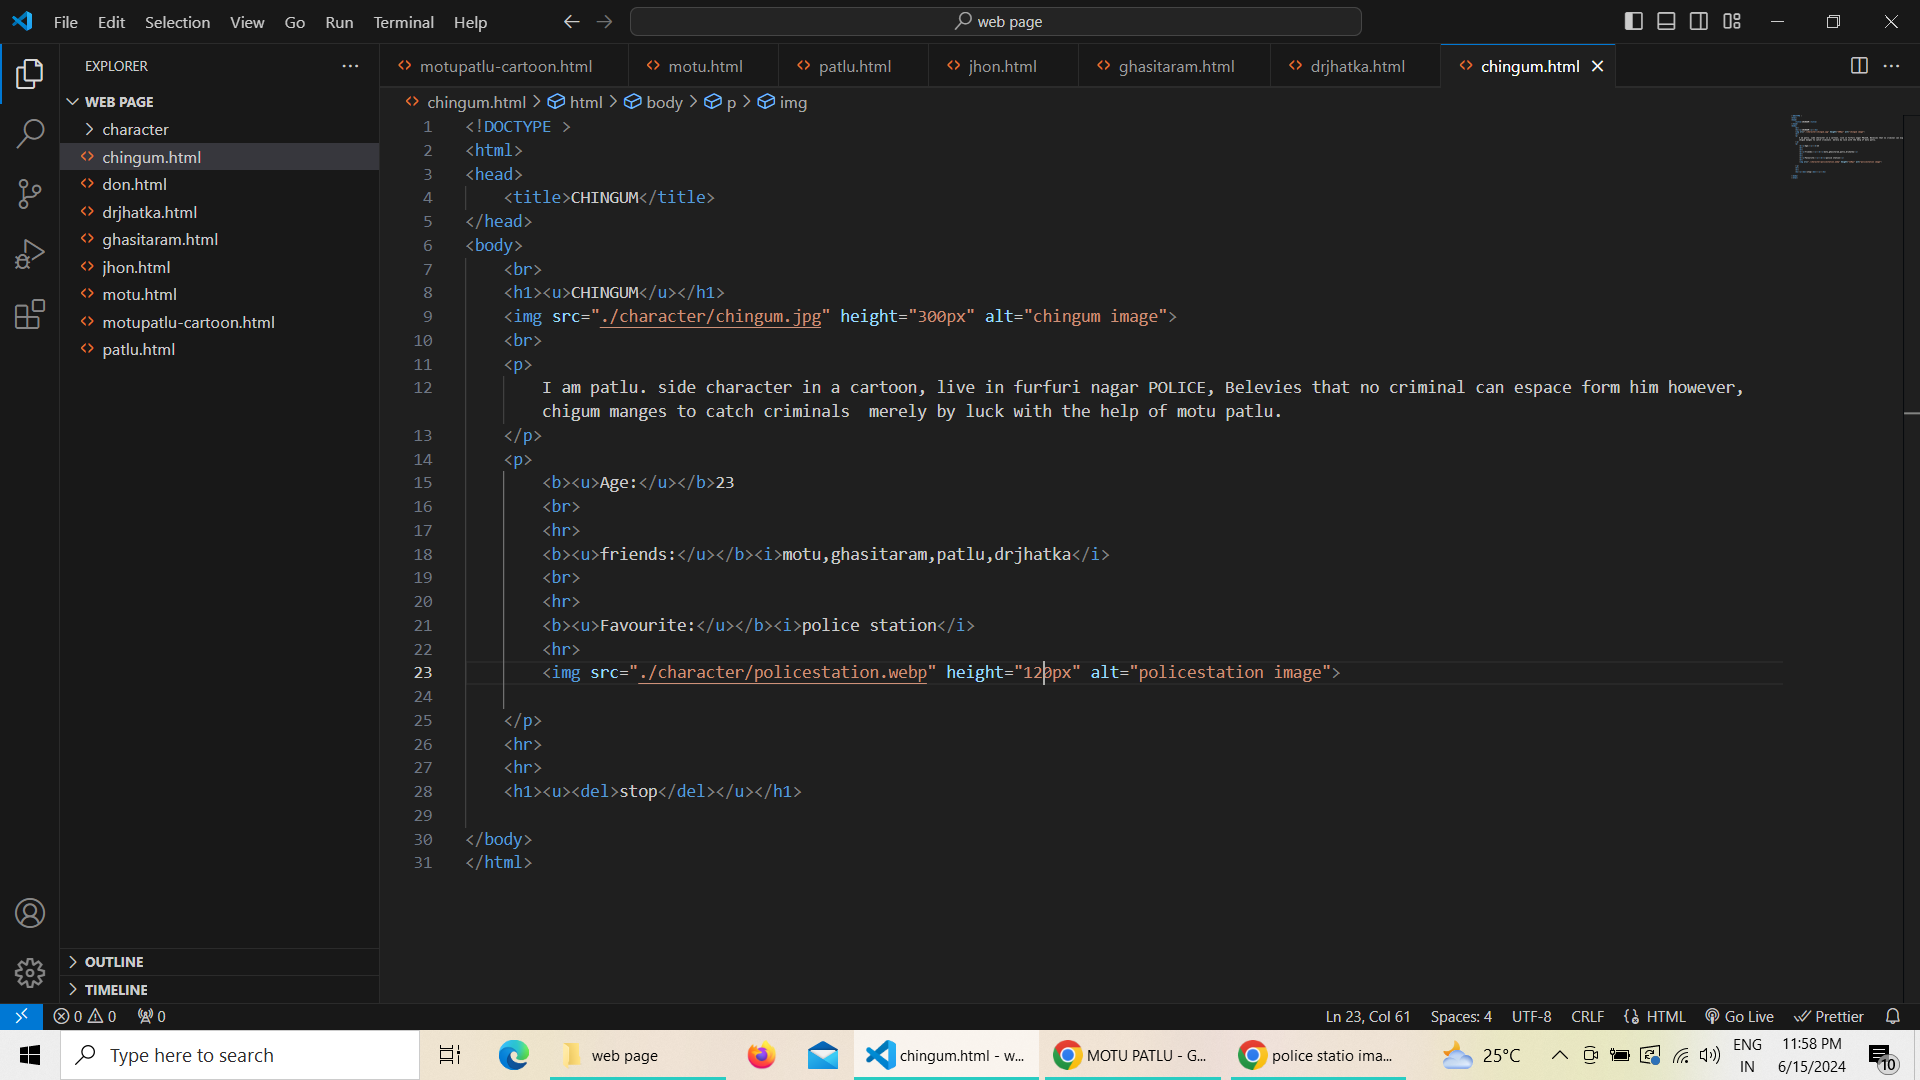 File Edit Selection View Go Run Terminal Help
web page
EXPLORER
WEB PAGE
character
chingum.html
don.html
drjhatka.html
ghasitaram.html
jhon.html
motu.html
motupatlu-cartoon.html
patlu.html
OUTLINE
TIMELINE
motupatlu-cartoon.html motu.html patlu.html jhon.html ghasitaram.html drjhatka.html chingum.html
chingum.html > html > body > p > img
1 <!DOCTYPE >
2 <html>
3 <head>
4 <title>CHINGUM</title>
5 </head>
6 <body>
7 <br>
8 <h1><u>CHINGUM</u></h1>
9 <img src="./character/chingum.jpg" height="300px" alt="chingum image">
10 <br>
11 <p>
12 I am patlu. side character in a cartoon, live in furfuri nagar POLICE, Belevies that no criminal can espace form him however,
chigum manges to catch criminals  merely by luck with the help of motu patlu.
13 </p>
14 <p>
15 <b><u>Age:</u></b>23
16 <br>
17 <hr>
18 <b><u>friends:</u></b><i>motu,ghasitaram,patlu,drjhatka</i>
19 <br>
20 <hr>
21 <b><u>Favourite:</u></b><i>police station</i>
22 <hr>
23 <img src="./character/policestation.webp" height="120px" alt="policestation image">
24
25 </p>
26 <hr>
27 <hr>
28 <h1><u><del>stop</del></u></h1>
29
30 </body>
31 </html>
0 0 0 Ln 23, Col 61 Spaces: 4 UTF-8 CRLF HTML Go Live Prettier
Type here to search web page chingum.html - w... MOTU PATLU - G... police statio ima... 25°C ENG IN 11:58 PM 6/15/2024 10